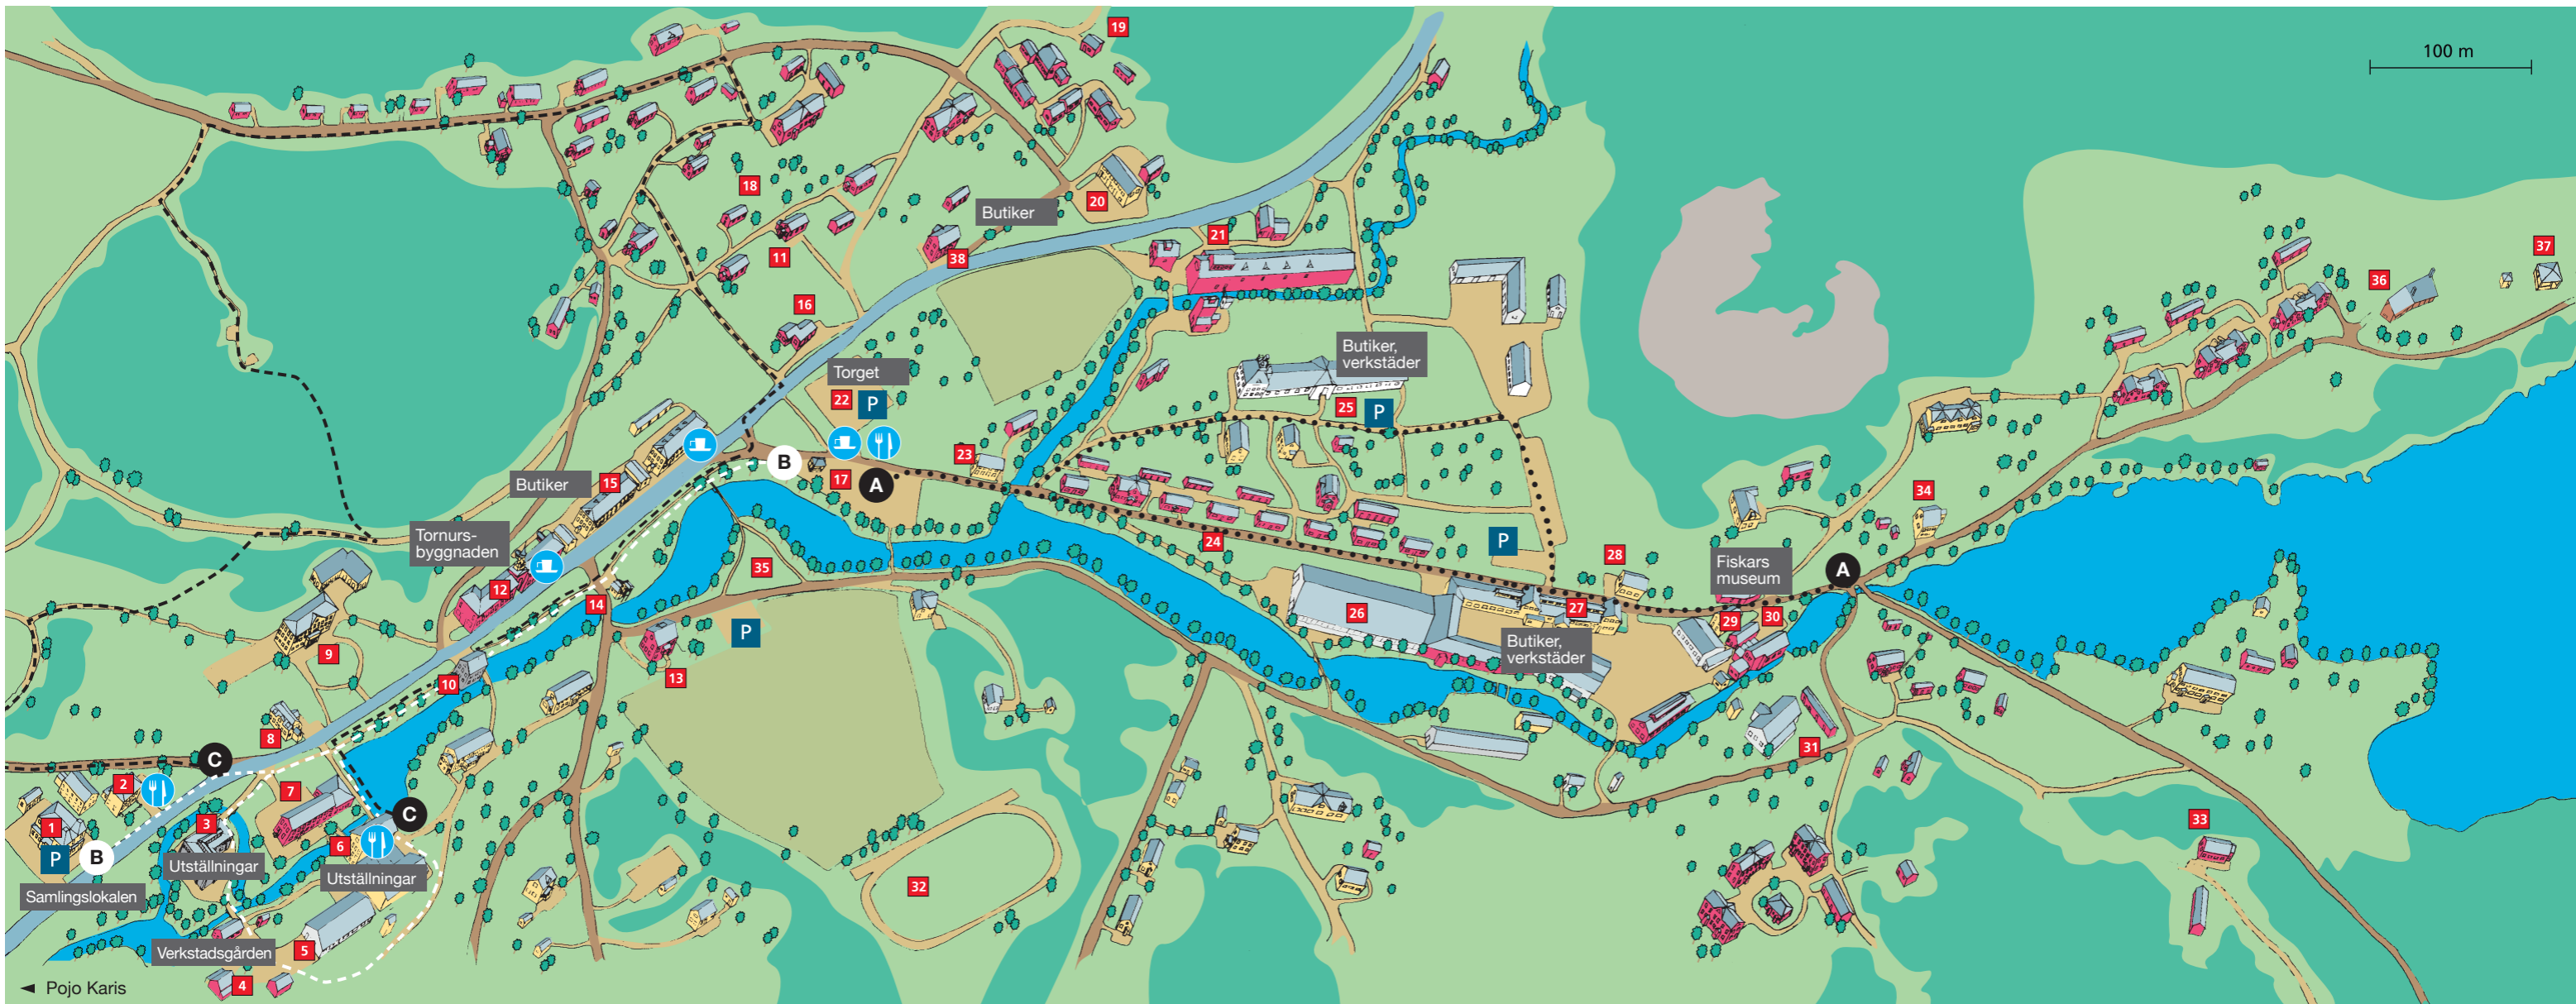 19
100 m
18
20
Butiker
21
11
38
37
36
16
Butiker,
verkstäder
Torget
22
P
25
P
23
B
17
A
Butiker
15
34
Tornurs-
byggnaden
24
P
28
Fiskars
museum
A
35
12
14
26
27
30
29
P
Butiker,
verkstäder
9
13
10
8
31
C
2
7
C
33
1
3
6
P
B
Utställningar
Utställningar
32
Samlingslokalen
Verkstadsgården
5
4
◄ Pojo Karis